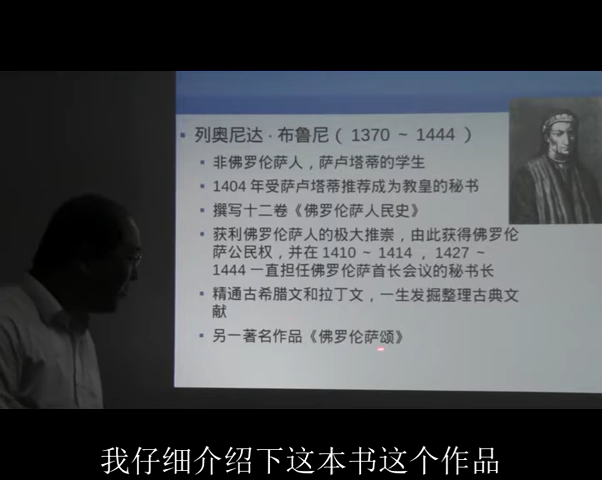 列奥尼达·布鲁尼（1370 ~ 1444 ）
非佛罗伦萨人，萨卢塔蒂的学生
1404 年受萨卢塔蒂推荐成为教皇的秘书
撰写十二卷《佛罗伦萨人民史》
获利佛罗伦萨人的极大推崇，由此获得佛罗伦
萨公民权，并在 1410 ~ 1414 ，1427 ~
1444 一直担任佛罗伦萨首长会议的秘书长
精通古希腊文和拉丁文，一生发掘整理古典文
献
另一著名作品《佛罗伦萨颂》
我仔细介绍下这本书这个作品